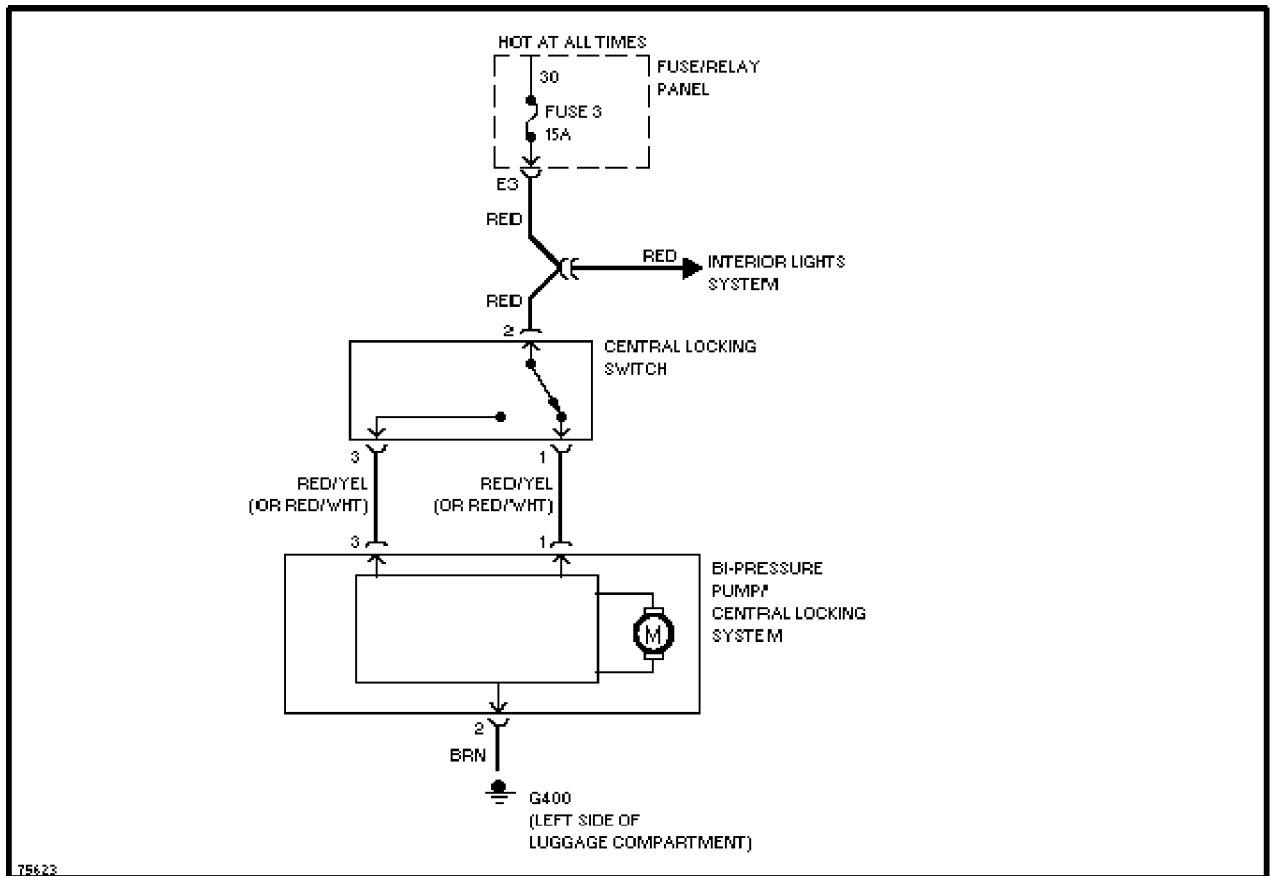 HOT AT ALL TIMES
FUSE/RELAY
PANEL
30
FUSE 3
15A
E3
RED
RED
INTERIOR LIGHTS
SYSTEM
RED
2
CENTRAL LOCKING
SWITCH
3
1
RED/YEL
(OR RED/WHT)
RED/YEL
(OR RED/WHT)
3
1
BI-PRESSURE
PUMP/
CENTRAL LOCKING
SYSTEM
M
2
BRN
G400
(LEFT SIDE OF
LUGGAGE COMPARTMENT)
75623